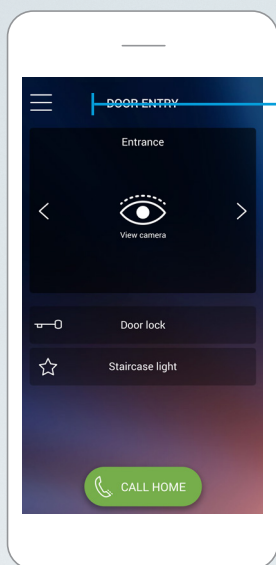 DOOR ENTRY
Entrance
View camera
Door lock
Staircase light
CALL HOME